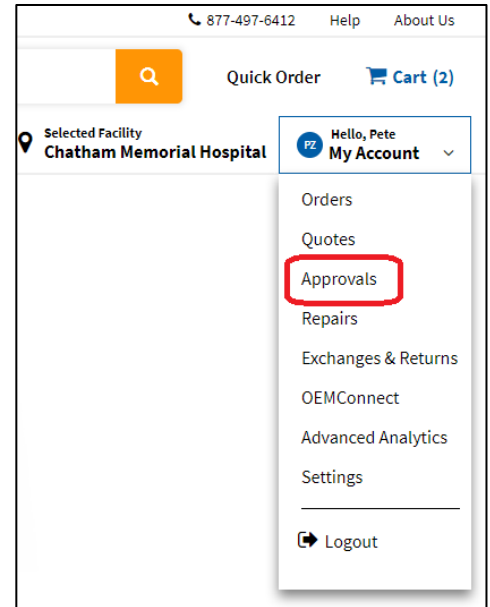 877-497-6412 Help About Us
Quick Order Cart (2)
Selected Facility
Chatham Memorial Hospital
PZ
Hello, Pete
My Account
Orders
Quotes
Approvals
Repairs
Exchanges & Returns
OEMConnect
Advanced Analytics
Settings
Logout